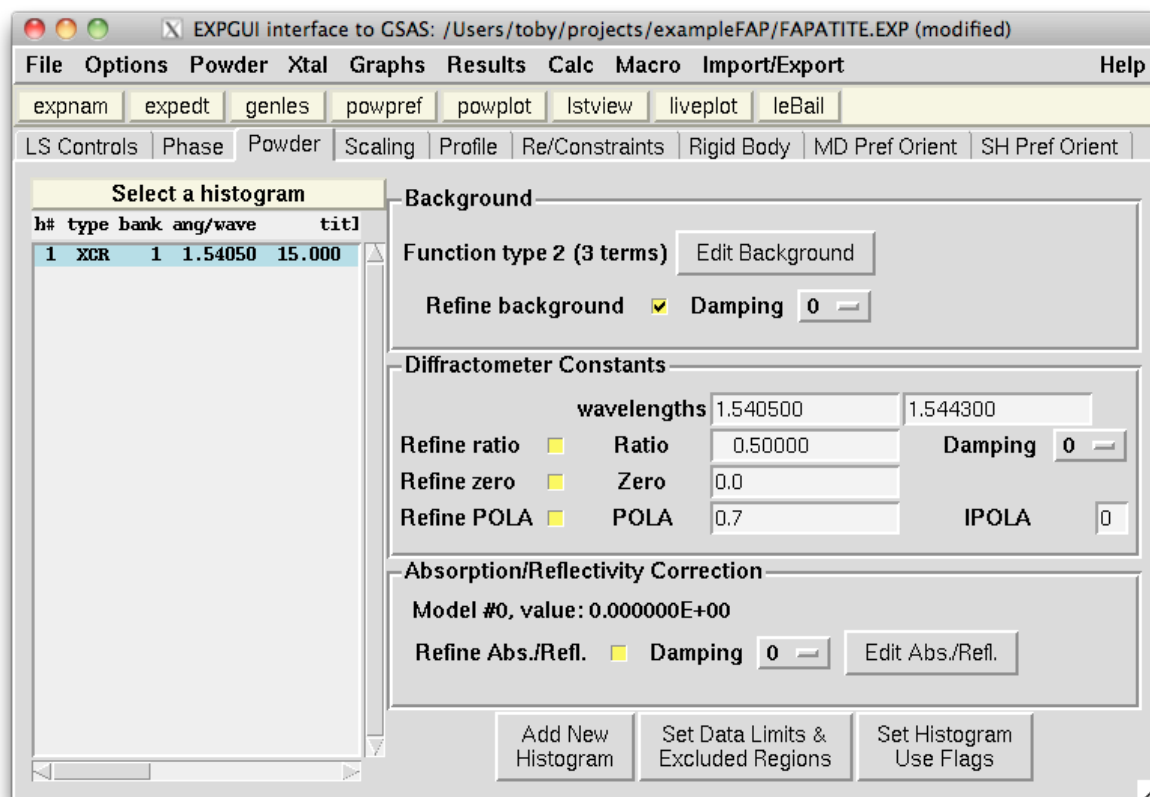 X EXPGUI interface to GSAS: /Users/toby/projects/exampleFAP/FAPATITE.EXP (modified)
File Options Powder Xtal Graphs Results Calc Macro Import/Export Help
expnam expedt genles powpref powplot lstview liveplot leBail
LS Controls Phase Powder Scaling Profile Re/Constraints Rigid Body MD Pref Orient SH Pref Orient
Select a histogram
h# type bank ang/wave titl
1 XCR 1 1.54050 15.000
Background
Function type 2 (3 terms) Edit Background
Refine background Damping 0
Diffractometer Constants
wavelengths 1.540500 1.544300
Refine ratio Ratio 0.50000 Damping 0
Refine zero Zero 0.0
Refine POLA POLA 0.7 IPOLA 0
Absorption/Reflectivity Correction
Model #0, value: 0.000000E+00
Refine Abs./Refl. Damping 0 Edit Abs./Refl.
Add New Histogram
Set Data Limits & Excluded Regions
Set Histogram Use Flags